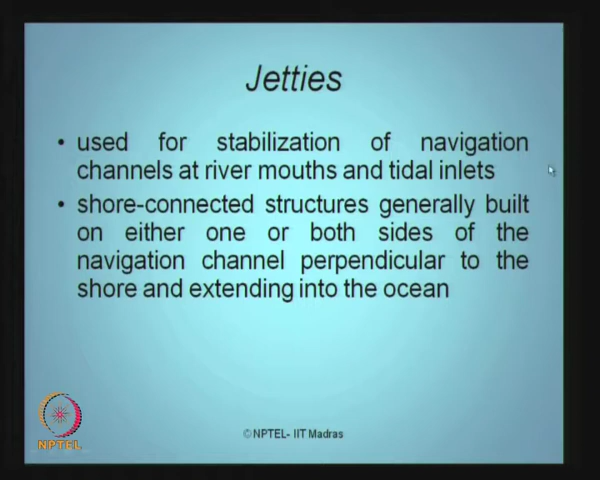 Jetties
• used for stabilization of navigation
channels at river mouths and tidal inlets
• shore-connected structures generally built
on either one or both sides of the
navigation channel perpendicular to the
shore and extending into the ocean
NPTEL
© NPTEL- IIT Madras